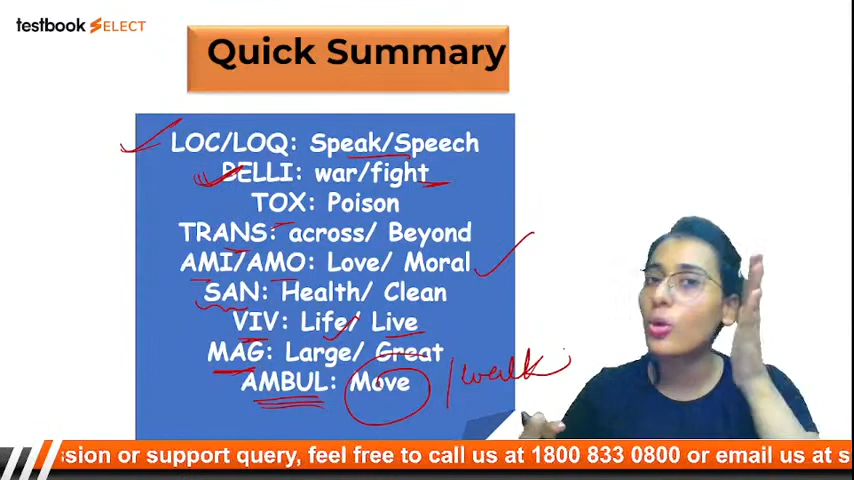 testbook SELECT
Quick Summary
LOC/LOQ: Speak/Speech
BELLI: war/fight
TOX: Poison
TRANS: across/ Beyond
AMI/AMO: Love/ Moral
SAN: Health/ Clean
VIV: Life/ Live
MAG: Large/ Great
AMBUL: Move /walk
ssion or support query, feel free to call us at 1800 833 0800 or email us at s